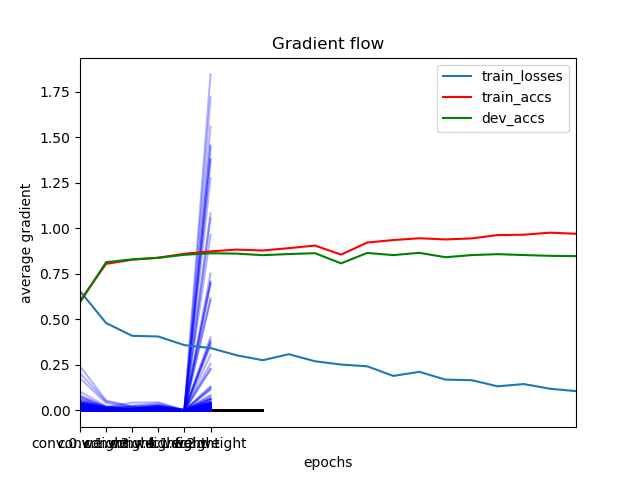 Gradient flow
train_losses
train_accs
dev_accs
average gradient
1.75
1.50
1.25
1.00
0.75
0.50
0.25
0.00
epochs